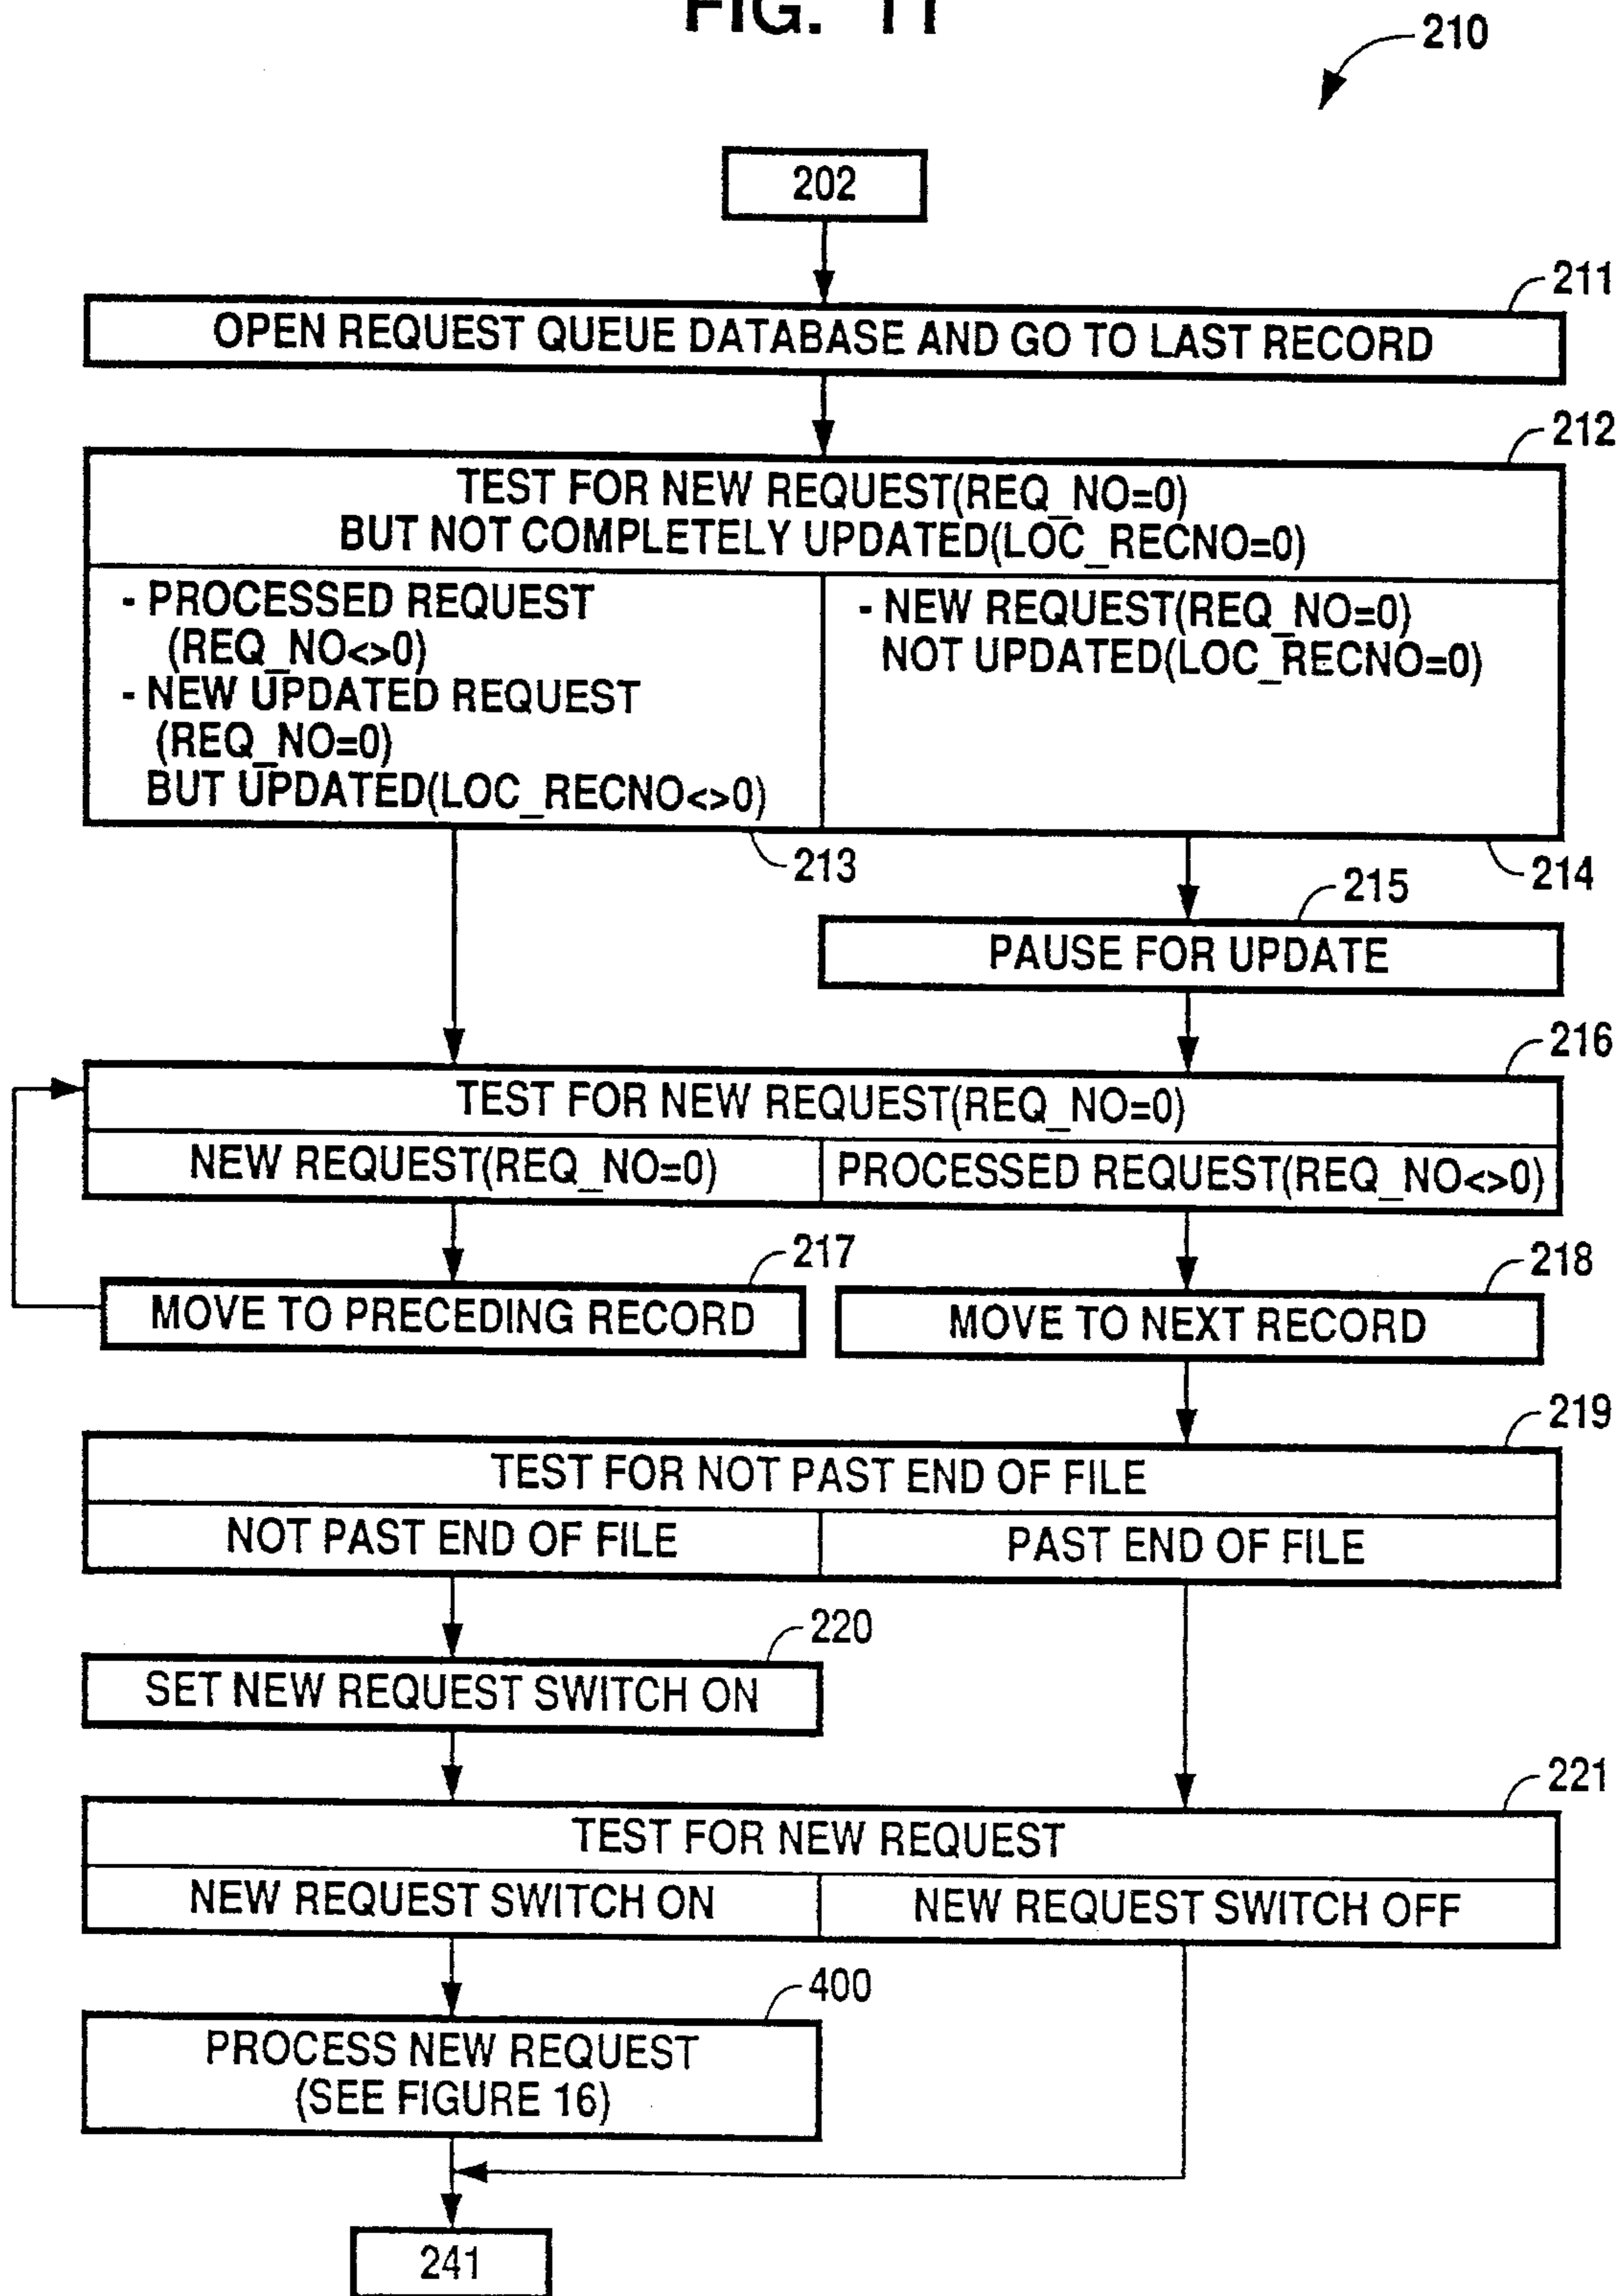 FIG. 11
210
202
211
OPEN REQUEST QUEUE DATABASE AND GO TO LAST RECORD
212
TEST FOR NEW REQUEST(REQ_NO=0)
BUT NOT COMPLETELY UPDATED(LOC_RECNO=0)
- PROCESSED REQUEST
(REQ_NO<>0)
- NEW UPDATED REQUEST
(REQ_NO=0)
BUT UPDATED(LOC_RECNO<>0)
- NEW REQUEST(REQ_NO=0)
NOT UPDATED(LOC_RECNO=0)
213
214
215
PAUSE FOR UPDATE
216
TEST FOR NEW REQUEST(REQ_NO=0)
NEW REQUEST(REQ_NO=0)
PROCESSED REQUEST(REQ_NO<>0)
217
MOVE TO PRECEDING RECORD
218
MOVE TO NEXT RECORD
219
TEST FOR NOT PAST END OF FILE
NOT PAST END OF FILE
PAST END OF FILE
220
SET NEW REQUEST SWITCH ON
221
TEST FOR NEW REQUEST
NEW REQUEST SWITCH ON
NEW REQUEST SWITCH OFF
400
PROCESS NEW REQUEST
(SEE FIGURE 16)
241